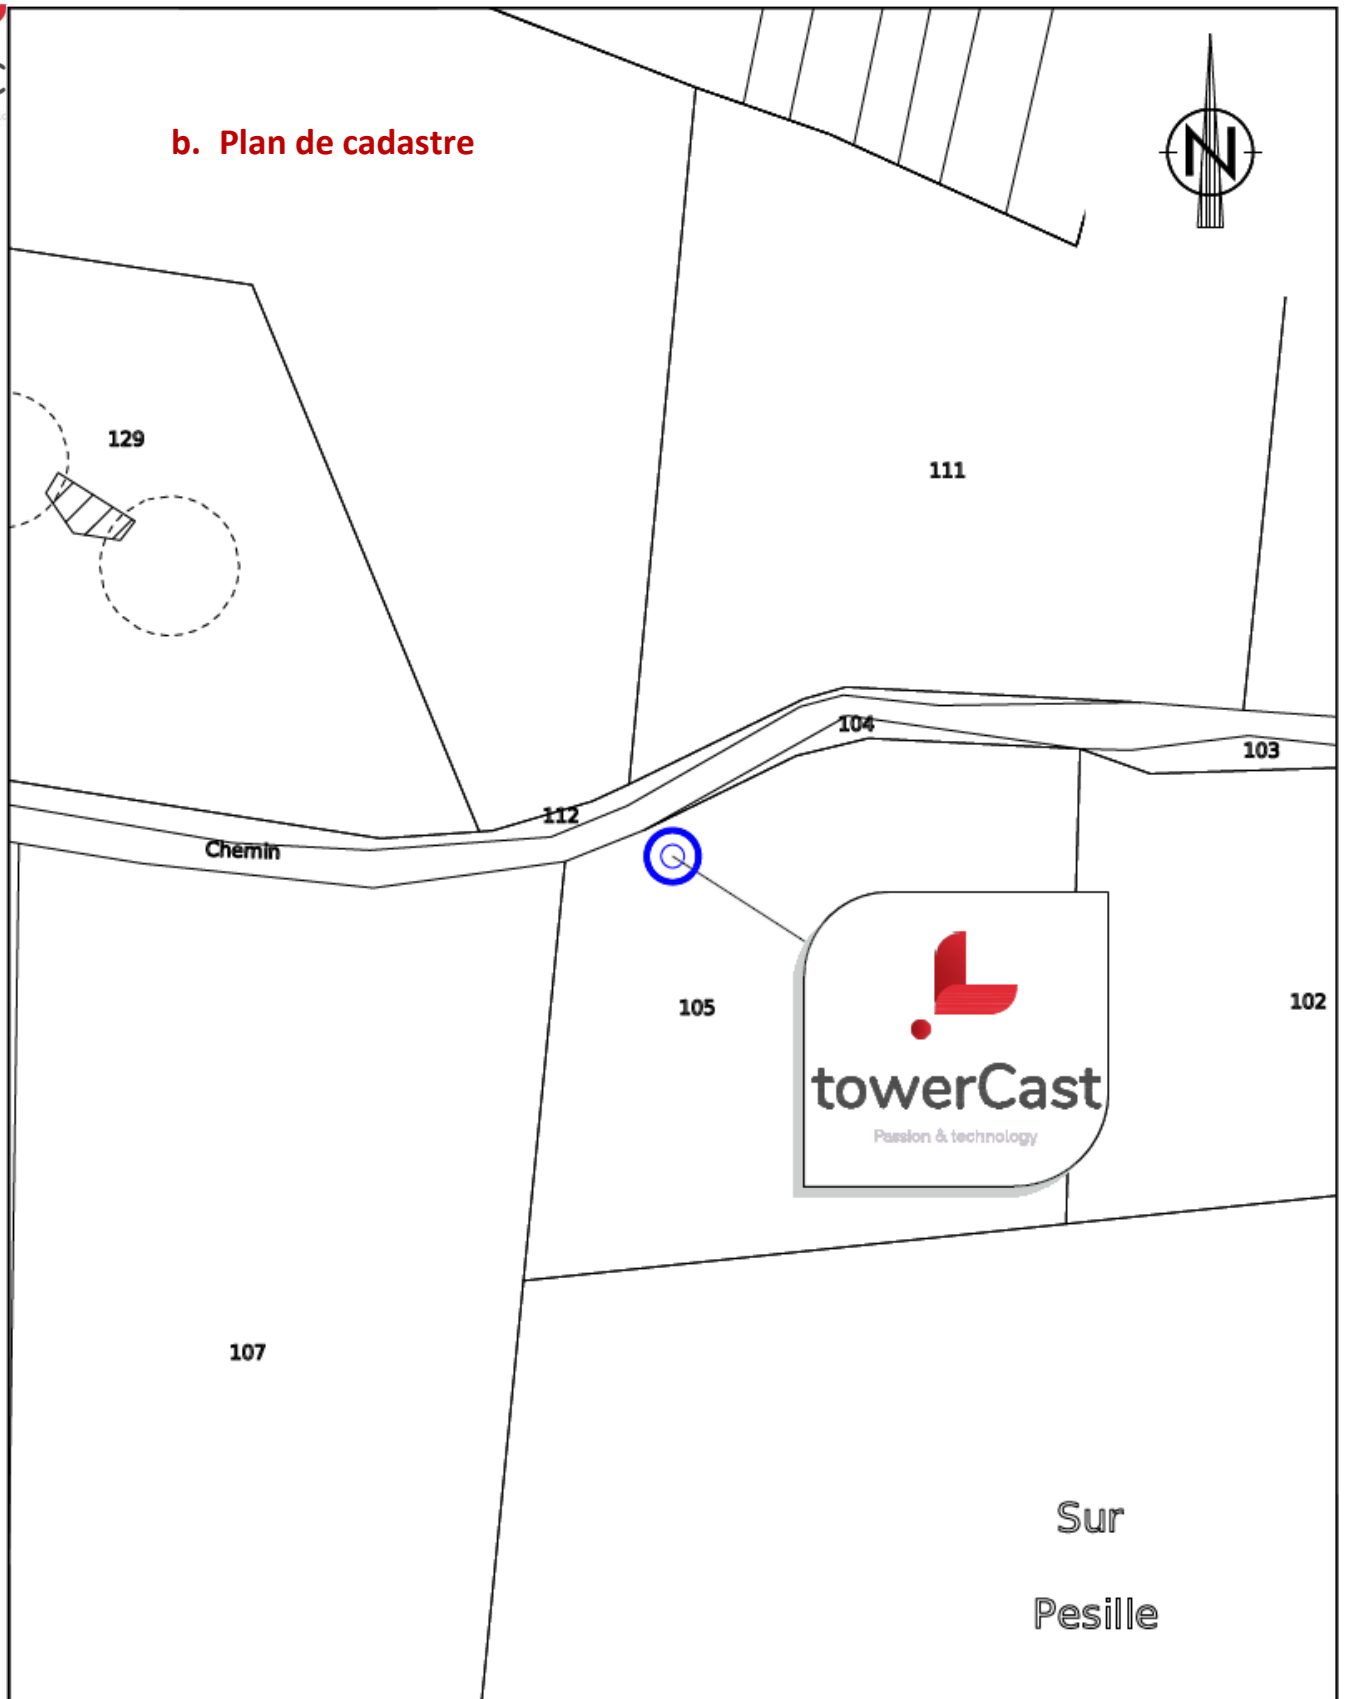 b. Plan de cadastre
N
129
111
104
103
112
Chemin
105
102
towerCast
Passion & technology
107
Sur
Pesille